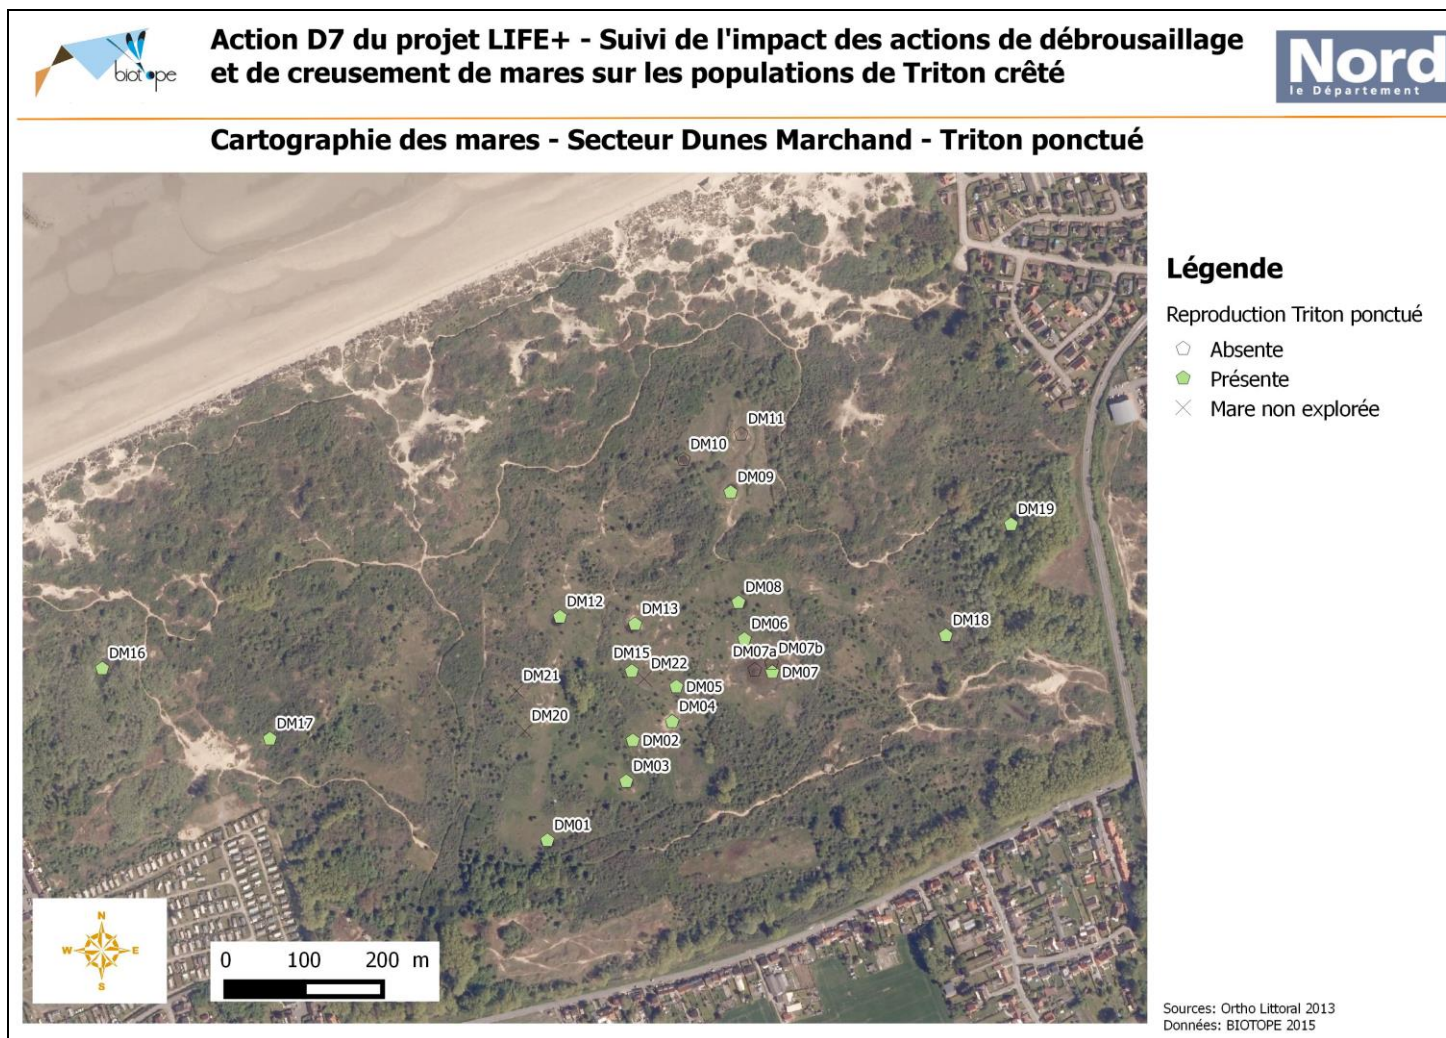 biotope
Action D7 du projet LIFE+ - Suivi de l'impact des actions de débrousaillage
et de creusement de mares sur les populations de Triton crêté
Nord
le Département
Cartographie des mares - Secteur Dunes Marchand - Triton ponctué
Légende
Reproduction Triton ponctué
Absente
Présente
Mare non explorée
DM11
DM10
DM09
DM19
DM08
DM12
DM13
DM06
DM18
DM16
DM15
DM22
DM07a
DM07b
DM07
DM21
DM05
DM04
DM20
DM17
DM02
DM03
DM01
N
W
E
S
0 100 200 m
Sources: Ortho Littoral 2013
Données: BIOTOPE 2015